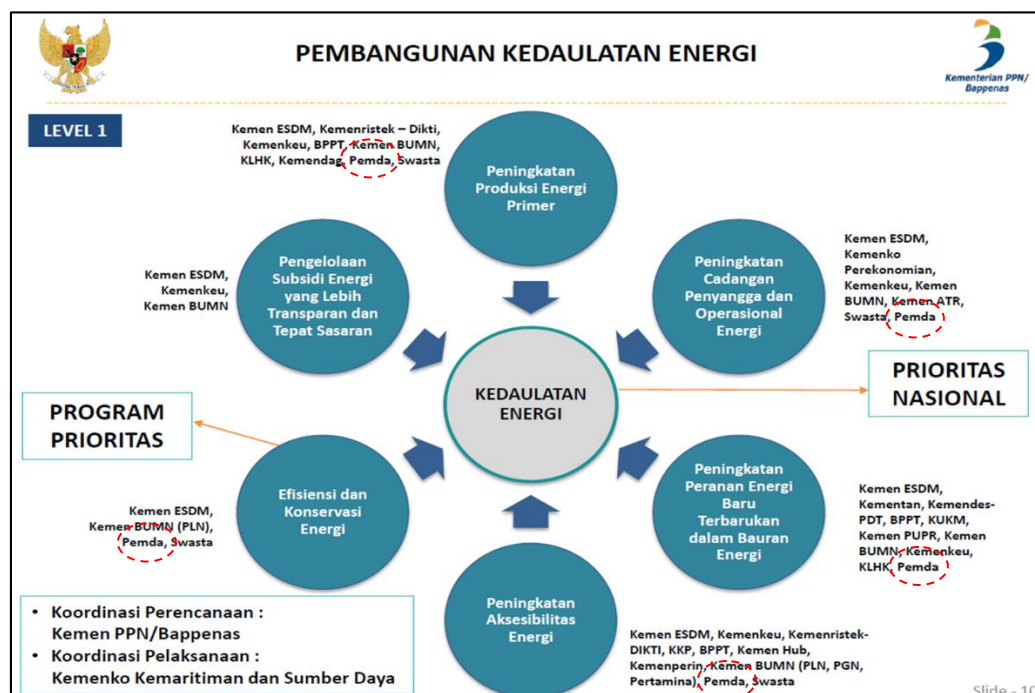 PEMBANGUNAN KEDAULATAN ENERGI
Kementerian PPN/
Bappenas
LEVEL 1
Kemen ESDM, Kemenristek – Dikti,
Kemenkeu, BPPT, Kemen BUMN,
KLHK, Kemendag, Pemda, Swasta
Peningkatan
Produksi Energi
Primer
Kemen ESDM,
Kemenkeu,
Kemen BUMN
Pengelolaan
Subsidi Energi
yang Lebih
Transparan dan
Tepat Sasaran
Peningkatan
Cadangan
Penyangga dan
Operasional
Energi
Kemen ESDM,
Kemenko
Perekonomian,
Kemenkeu, Kemen
BUMN, Kemen ATR,
Swasta, Pemda
KEDAULATAN
ENERGI
PRIORITAS
NASIONAL
PROGRAM
PRIORITAS
Efisiensi dan
Konservasi
Energi
Kemen ESDM,
Kemen BUMN (PLN),
Pemda, Swasta
Peningkatan
Peranan Energi
Baru
Terbarukan
dalam Bauran
Energi
Kemen ESDM,
Kementan, Kemendes-
PDT, BPPT, KUKM,
Kemen PUPR, Kemen
BUMN, Kemenkeu,
KLHK, Pemda
Peningkatan
Aksesibilitas
Energi
Kemen ESDM, Kemenkeu, Kemenristek-
DIKTI, KKP, BPPT, Kemen Hub,
Kemenperin, Kemen BUMN (PLN, PGN,
Pertamina), Pemda, Swasta
• Koordinasi Perencanaan :
Kemen PPN/Bappenas
• Koordinasi Pelaksanaan :
Kemenko Kemaritiman dan Sumber Daya
Slide - 10